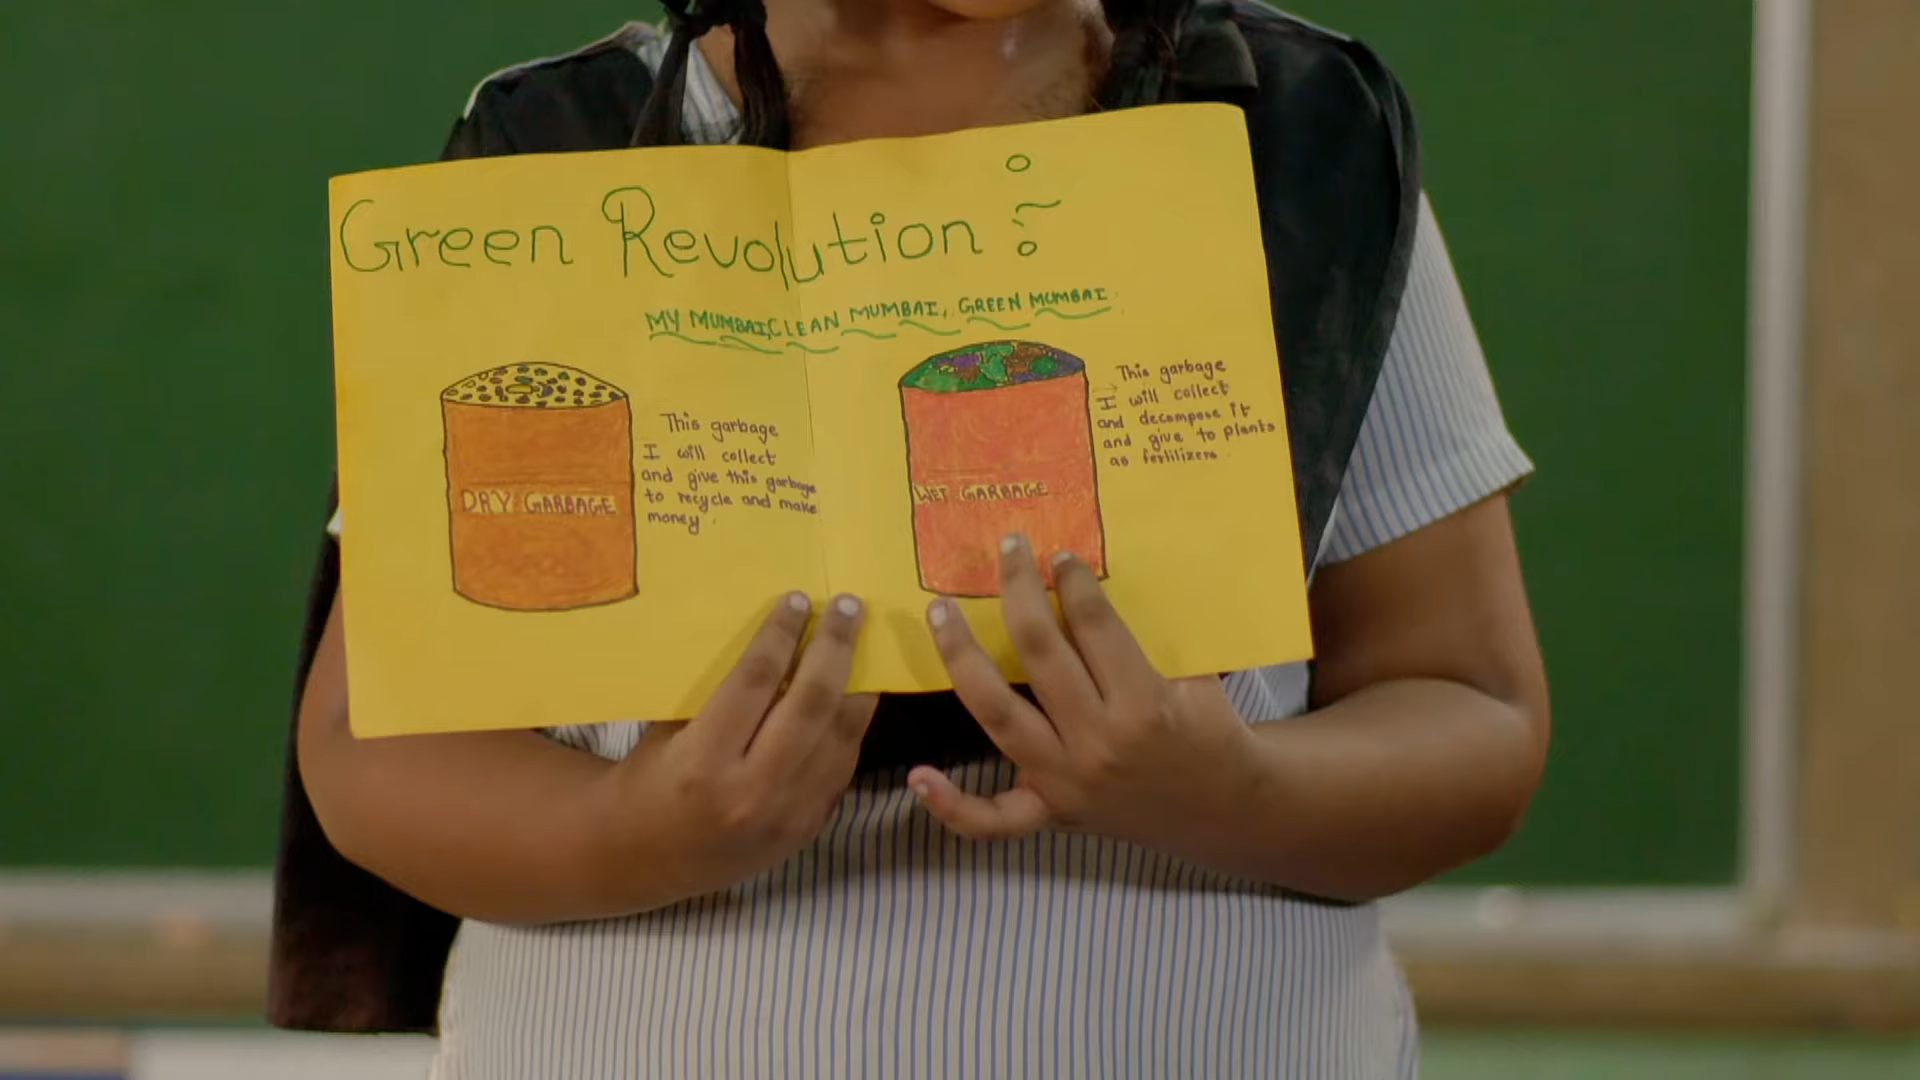 Green Revolution :
MY MUMBAI, CLEAN MUMBAI, GREEN MUMBAI.
DRY GARBAGE
This garbage
I will collect
and give this garbage
to recycle and make
money.
WET GARBAGE
This garbage
I will collect
and decompose it
and give to plants
as fertilizers.